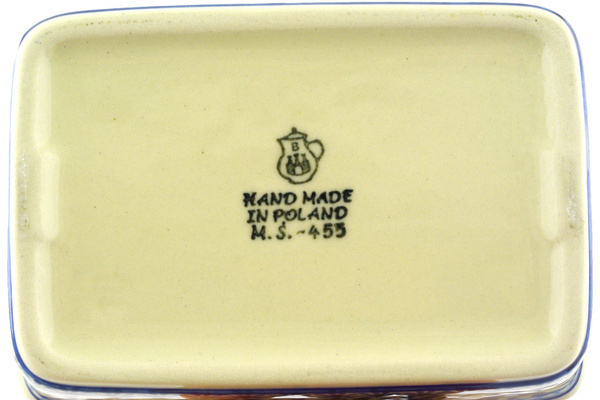 B
HAND MADE
IN POLAND
M.S.-455